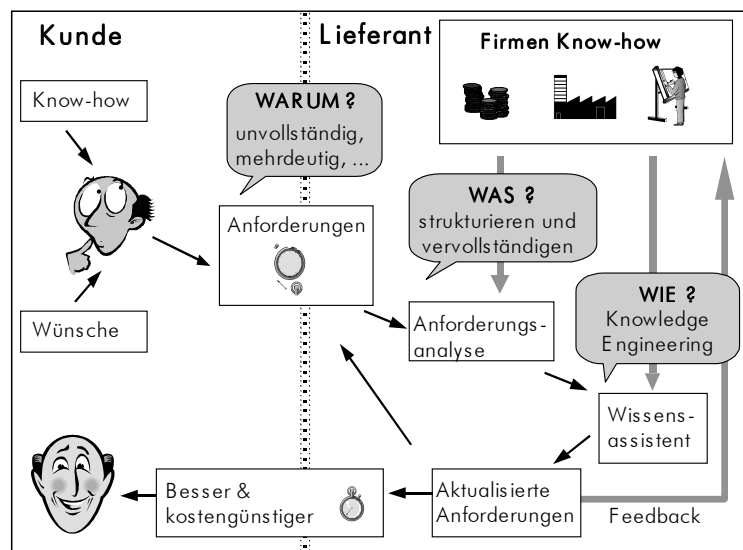 Kunde
Lieferant
Firmen Know-how
Know-how
WARUM ?
unvollständig,
mehrdeutig, ...
WAS ?
strukturieren und
vervollständigen
Anforderungen
WIE ?
Knowledge
Engineering
Wünsche
Anforderungs-
analyse
Wissens-
assistent
Besser &
kostengünstiger
Aktualisierte
Anforderungen
Feedback